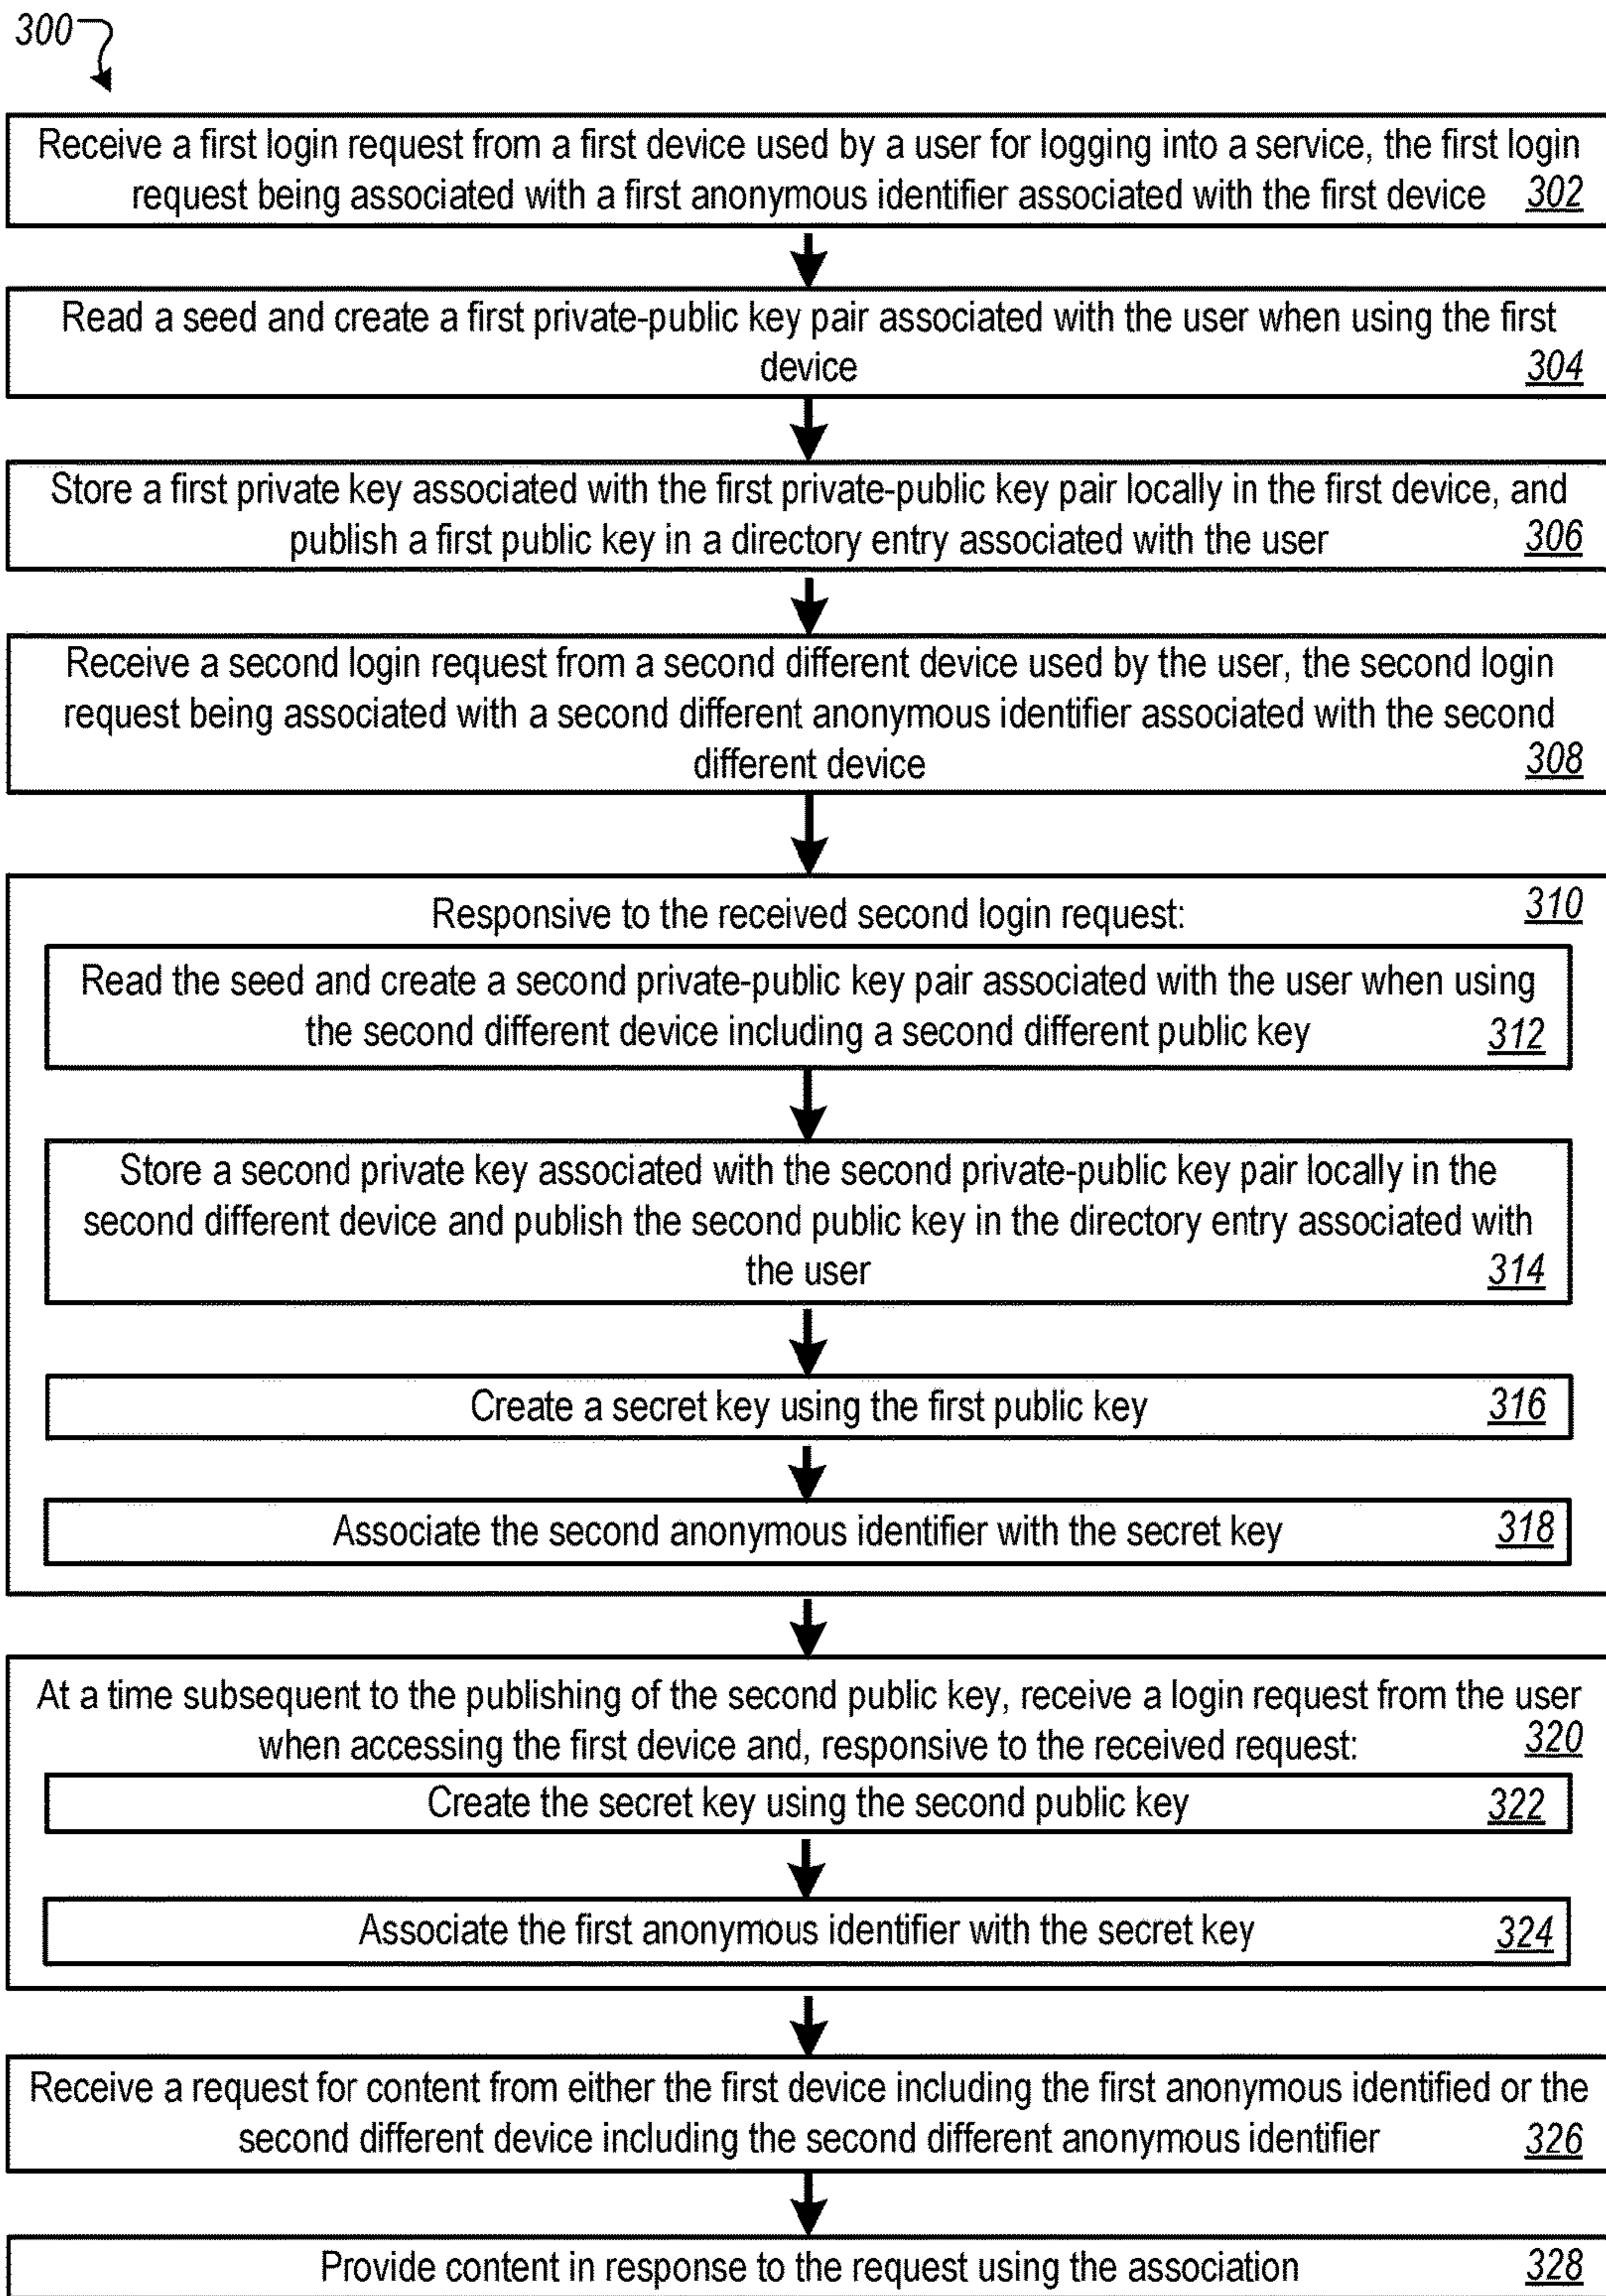 300
Receive a first login request from a first device used by a user for logging into a service, the first login
request being associated with a first anonymous identifier associated with the first device 302
Read a seed and create a first private-public key pair associated with the user when using the first
device 304
Store a first private key associated with the first private-public key pair locally in the first device, and
publish a first public key in a directory entry associated with the user 306
Receive a second login request from a second different device used by the user, the second login
request being associated with a second different anonymous identifier associated with the second
different device 308
Responsive to the received second login request: 310
Read the seed and create a second private-public key pair associated with the user when using
the second different device including a second different public key 312
Store a second private key associated with the second private-public key pair locally in the
second different device and publish the second public key in the directory entry associated with
the user 314
Create a secret key using the first public key 316
Associate the second anonymous identifier with the secret key 318
At a time subsequent to the publishing of the second public key, receive a login request from the user
when accessing the first device and, responsive to the received request: 320
Create the secret key using the second public key 322
Associate the first anonymous identifier with the secret key 324
Receive a request for content from either the first device including the first anonymous identified or the
second different device including the second different anonymous identifier 326
Provide content in response to the request using the association 328